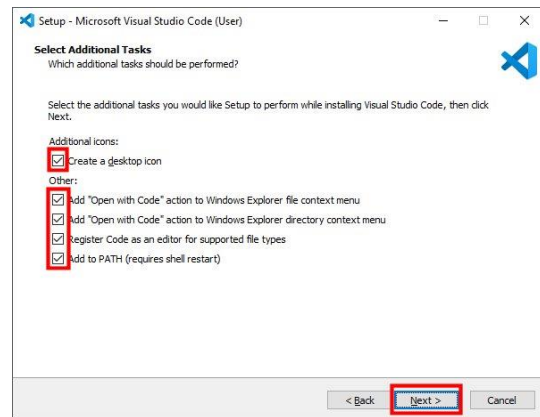 Setup - Microsoft Visual Studio Code (User)
Select Additional Tasks
Which additional tasks should be performed?
Select the additional tasks you would like Setup to perform while installing Visual Studio Code, then click
Next.
Additional icons:
Create a desktop icon
Other:
Add "Open with Code" action to Windows Explorer file context menu
Add "Open with Code" action to Windows Explorer directory context menu
Register Code as an editor for supported file types
Add to PATH (requires shell restart)
< Back
Next >
Cancel